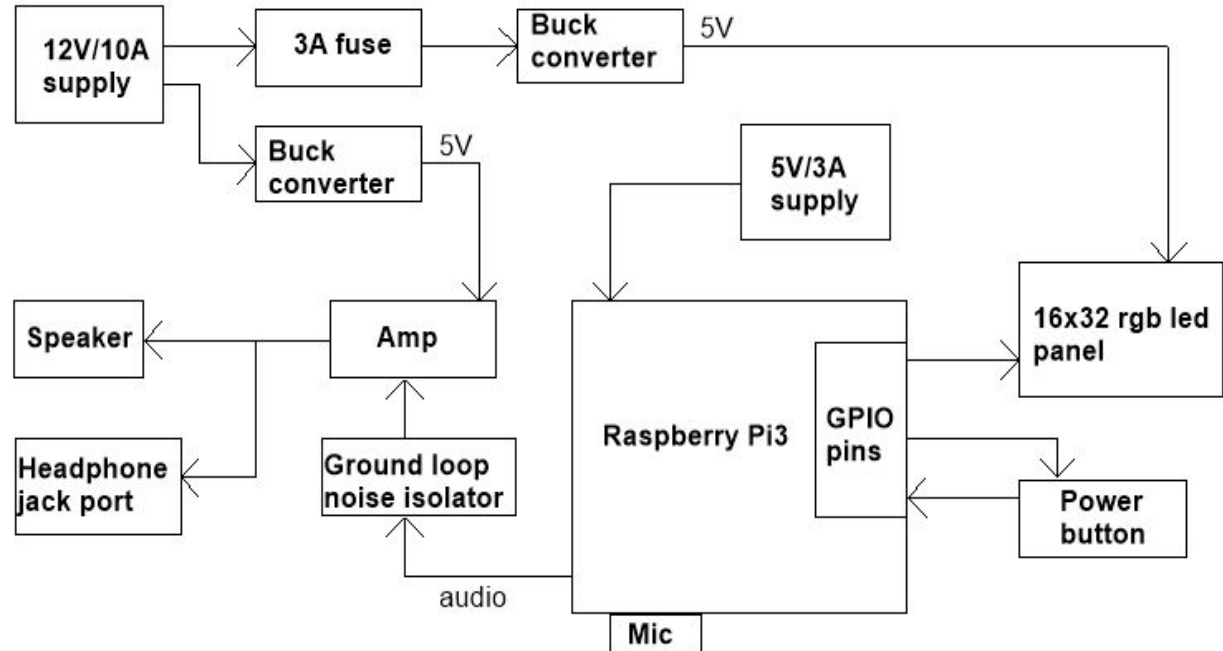 12V/10A
supply
3A fuse
Buck
converter
5V
Buck
converter
5V
5V/3A
supply
Speaker
Amp
16x32 rgb led
panel
Headphone
jack port
Ground loop
noise isolator
Raspberry Pi3
GPIO
pins
Power
button
audio
Mic